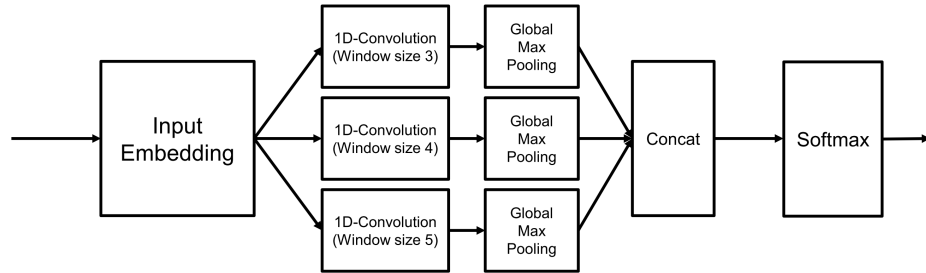 Input
Embedding
1D-Convolution
(Window size 3)
Global
Max
Pooling
1D-Convolution
(Window size 4)
Global
Max
Pooling
1D-Convolution
(Window size 5)
Global
Max
Pooling
Concat
Softmax